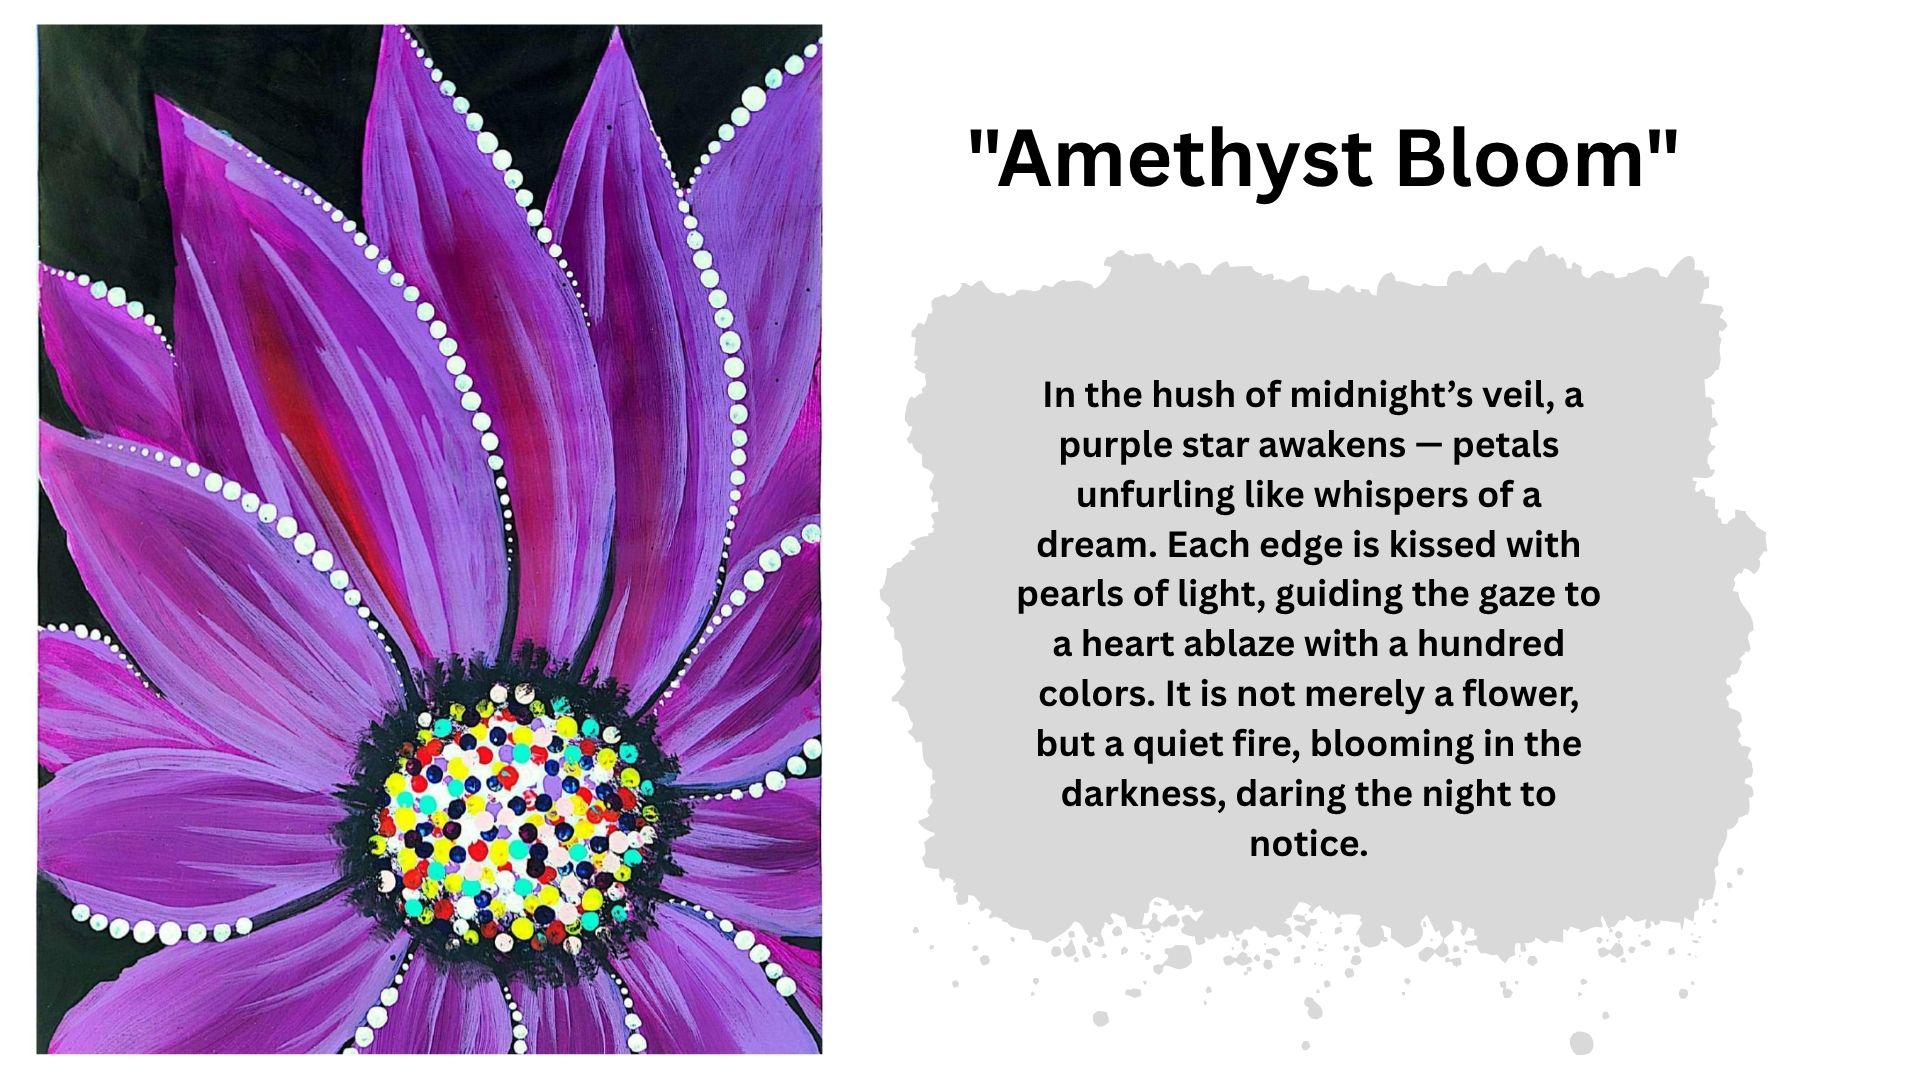 "Amethyst Bloom"
In the hush of midnight’s veil, a
purple star awakens — petals
unfurling like whispers of a
dream. Each edge is kissed with
pearls of light, guiding the gaze to
a heart ablaze with a hundred
colors. It is not merely a flower,
but a quiet fire, blooming in the
darkness, daring the night to
notice.